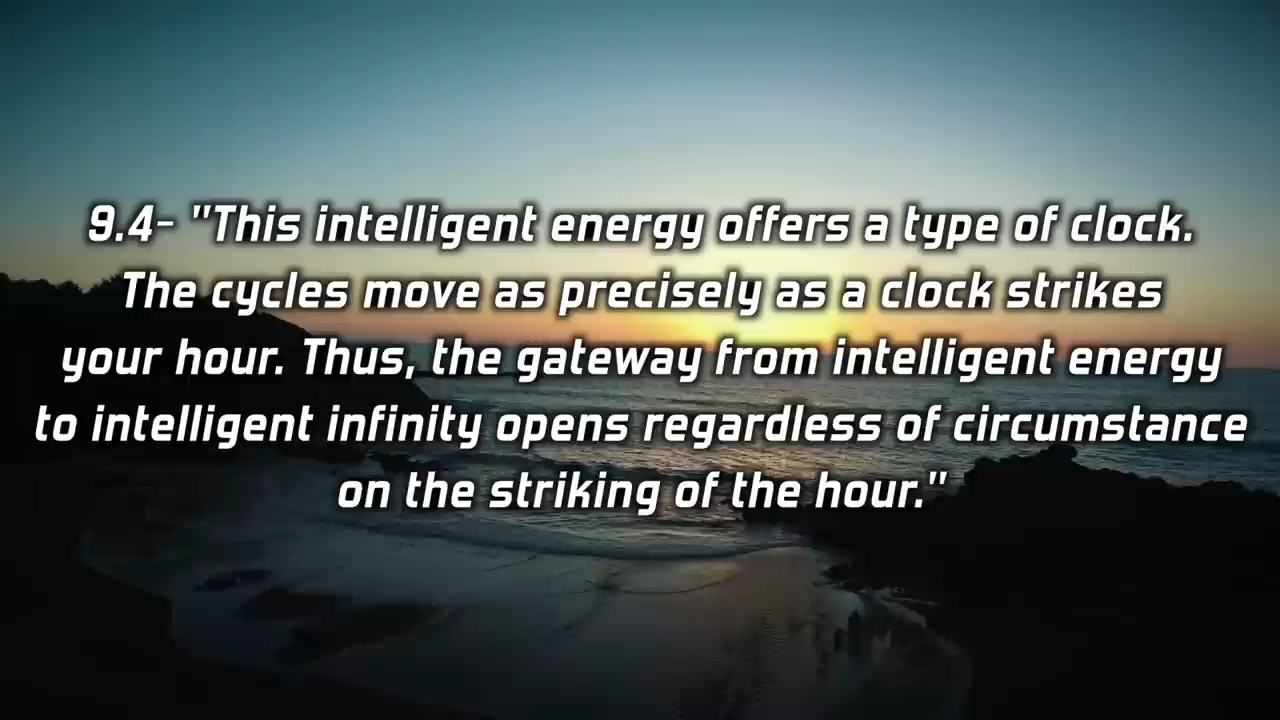 9.4- "This intelligent energy offers a type of clock.
The cycles move as precisely as a clock strikes
your hour. Thus, the gateway from intelligent energy
to intelligent infinity opens regardless of circumstance
on the striking of the hour."